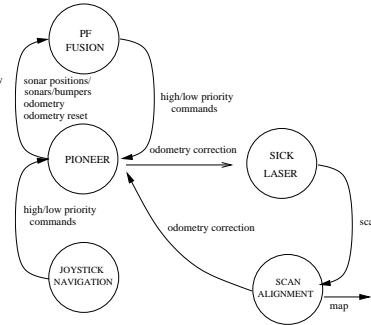 PF
FUSION
sonar positions/
sonars/bumpers
odometry
odometry reset
high/low priority
commands
odometry correction
PIONEER
SICK
LASER
high/low priority
commands
odometry correction
JOYSTICK
NAVIGATION
SCAN
ALIGNMENT
map